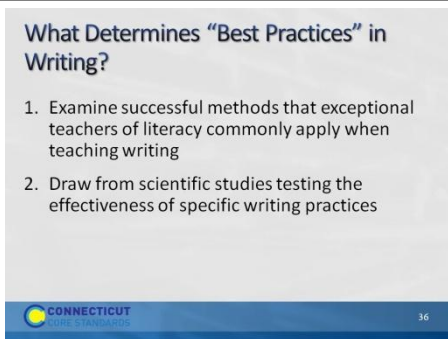 What Determines “Best Practices” in
Writing?
1. Examine successful methods that exceptional
teachers of literacy commonly apply when
teaching writing
2. Draw from scientific studies testing the
effectiveness of specific writing practices
CONNECTICUT
CORE STANDARDS
36